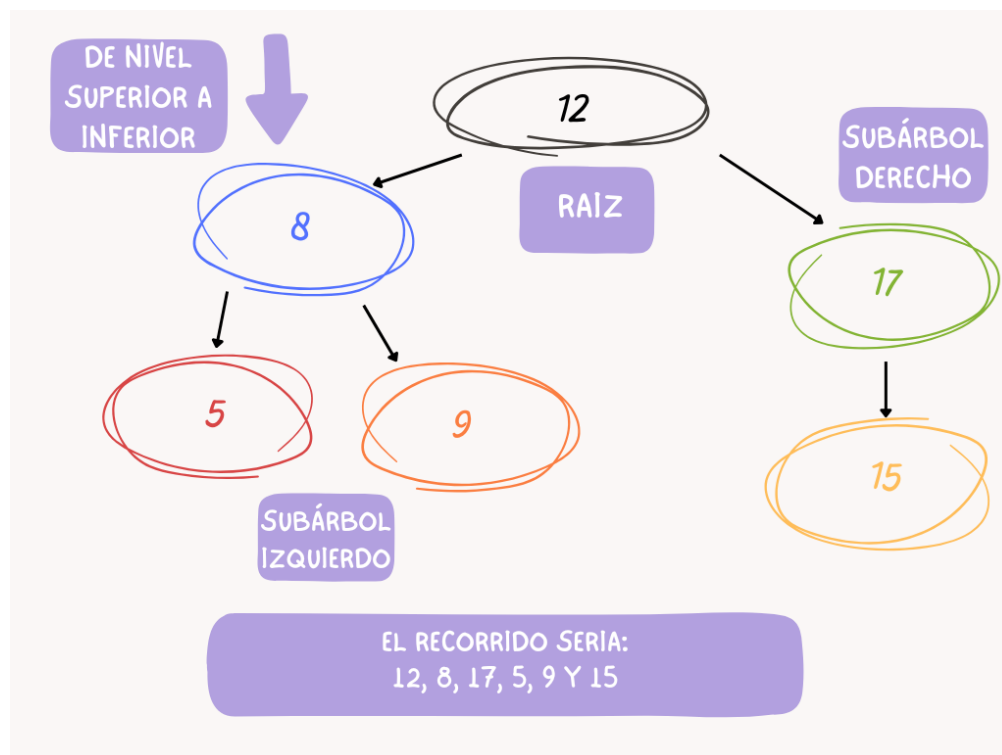 DE NIVEL
SUPERIOR A
INFERIOR
12
SUBÁRBOL
DERECHO
RAIZ
8
17
5
9
15
SUBÁRBOL
IZQUIERDO
EL RECORRIDO SERIA:
12, 8, 17, 5, 9 Y 15